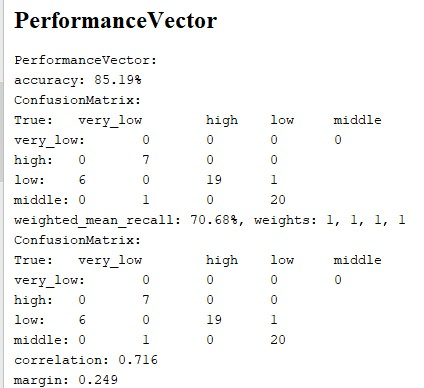 PerformanceVector
PerformanceVector:
accuracy: 85.19%
ConfusionMatrix:
True: very_low high low middle
very_low: 0 0 0 0
high: 0 7 0 0
low: 6 0 19 1
middle: 0 1 0 20
weighted_mean_recall: 70.68%, weights: 1, 1, 1, 1
ConfusionMatrix:
True: very_low high low middle
very_low: 0 0 0 0
high: 0 7 0 0
low: 6 0 19 1
middle: 0 1 0 20
correlation: 0.716
margin: 0.249